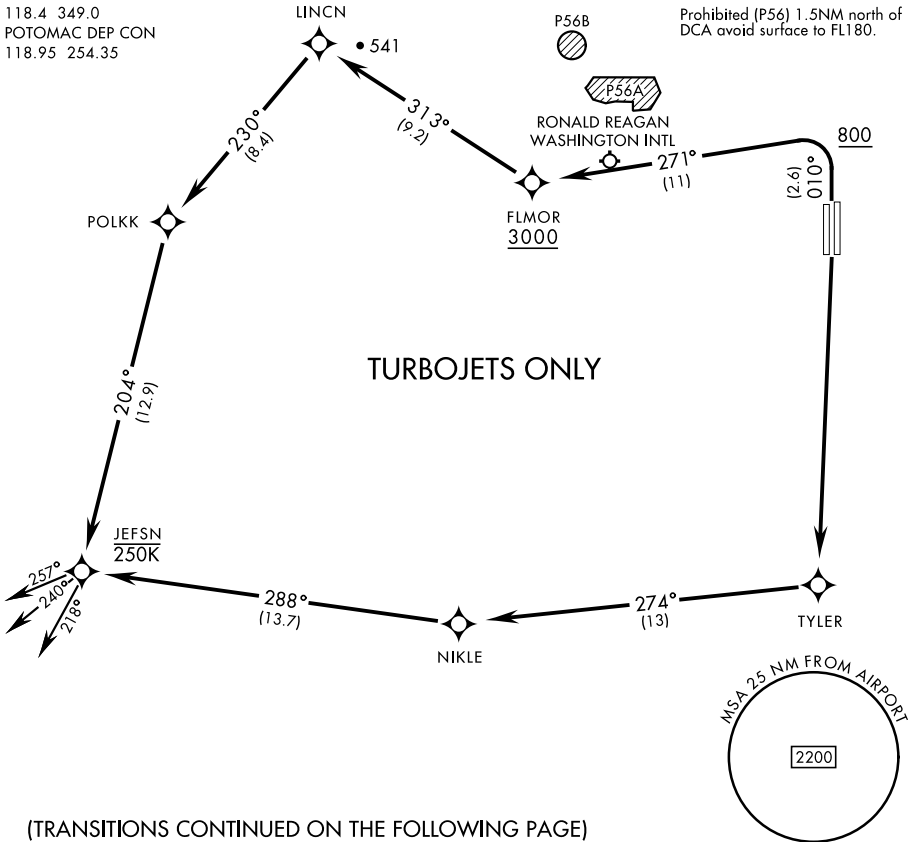 118.4 349.0
POTOMAC DEP CON
118.95 254.35
LINCN
541
P56B
Prohibited (P56) 1.5NM north of
DCA avoid surface to FL180.
P56A
RONALD REAGAN
WASHINGTON INTL
313°
(9.2)
230°
(8.4)
271°
(11)
800
(2.6)
010°
FLMOR
3000
POLKK
TURBOJETS ONLY
204°
(12.9)
JEFSN
250K
257°
240°
218°
288°
(13.7)
NIKLE
274°
(13)
TYLER
MSA 25 NM FROM AIRPORT
2200
(TRANSITIONS CONTINUED ON THE FOLLOWING PAGE)